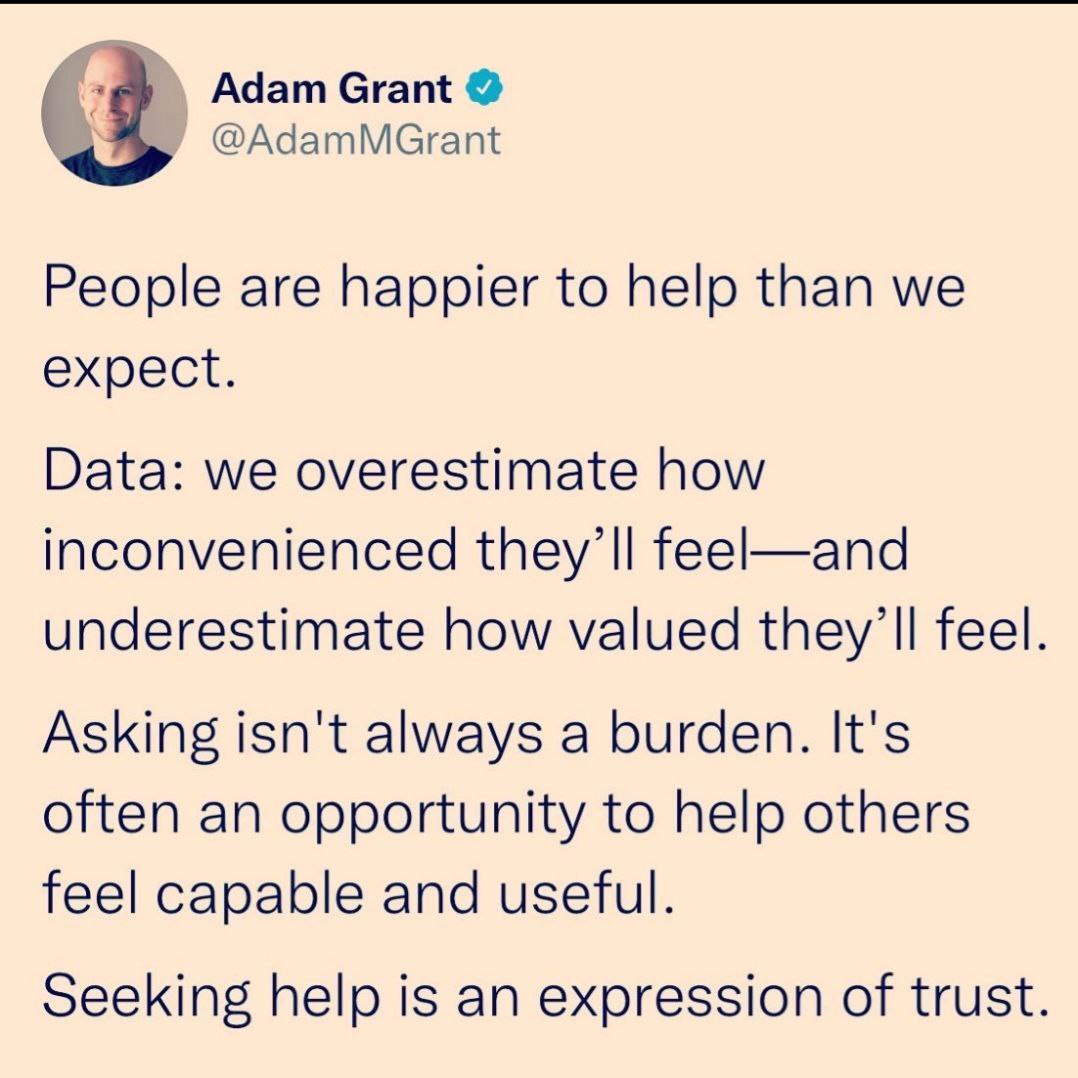 Adam Grant
@AdamMGrant
People are happier to help than we
expect.
Data: we overestimate how
inconvenienced they’ll feel—and
underestimate how valued they’ll feel.
Asking isn't always a burden. It's
often an opportunity to help others
feel capable and useful.
Seeking help is an expression of trust.